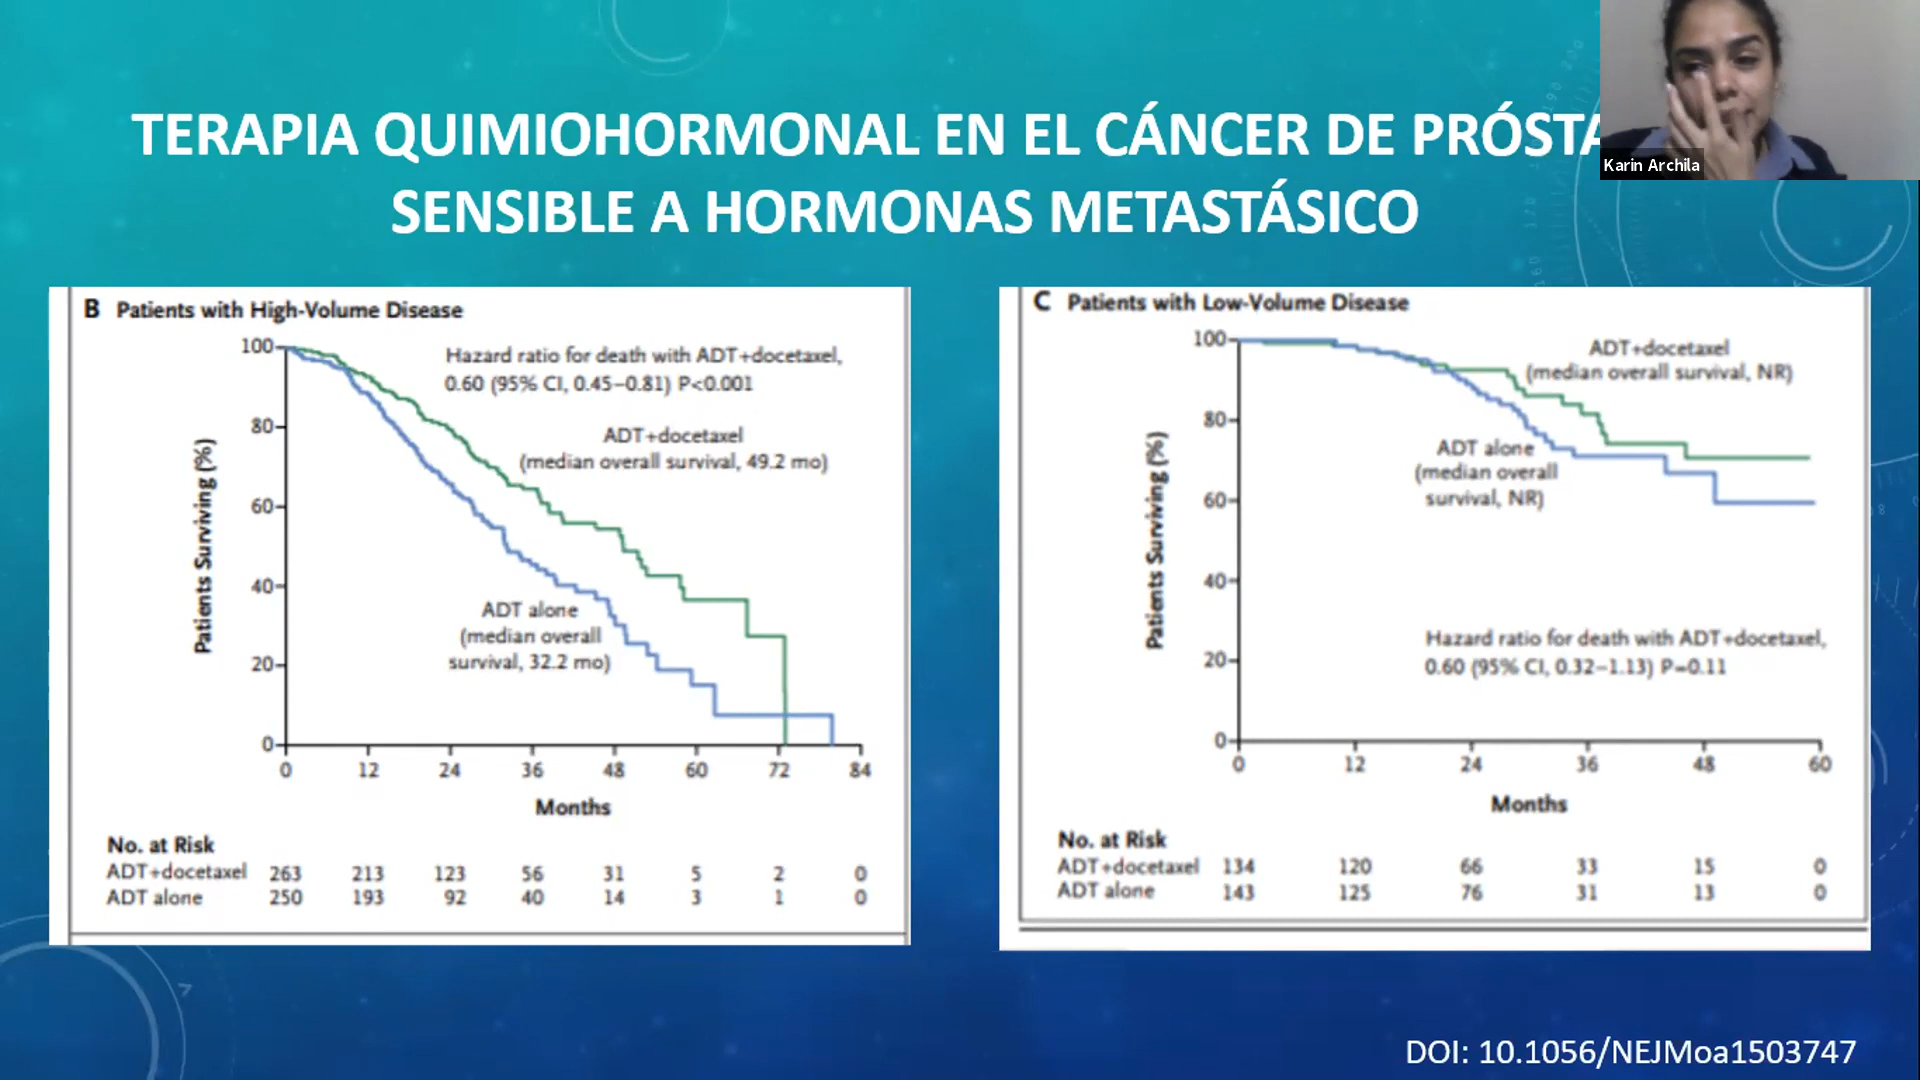 TERAPIA QUIMIOHORMONAL EN EL CÁNCER DE PRÓSTA
SENSIBLE A HORMONAS METASTÁSICO
Karin Archila
B Patients with High-Volume Disease
Hazard ratio for death with ADT+docetaxel,
0.60 (95% CI, 0.45–0.81) P<0.001
ADT+docetaxel
(median overall survival, 49.2 mo)
ADT alone
(median overall
survival, 32.2 mo)
Patients Surviving (%)
100
80
60
40
20
0
0 12 24 36 48 60 72 84
Months
No. at Risk
ADT+docetaxel 263 213 123 56 31 5 2 0
ADT alone 250 193 92 40 14 3 1 0
C Patients with Low-Volume Disease
ADT+docetaxel
(median overall survival, NR)
ADT alone
(median overall
survival, NR)
Hazard ratio for death with ADT+docetaxel,
0.60 (95% CI, 0.32–1.13) P=0.11
Patients Surviving (%)
100
80
60
40
20
0
0 12 24 36 48 60
Months
No. at Risk
ADT+docetaxel 134 120 66 33 15 0
ADT alone 143 125 76 31 13 0
DOI: 10.1056/NEJMoa1503747